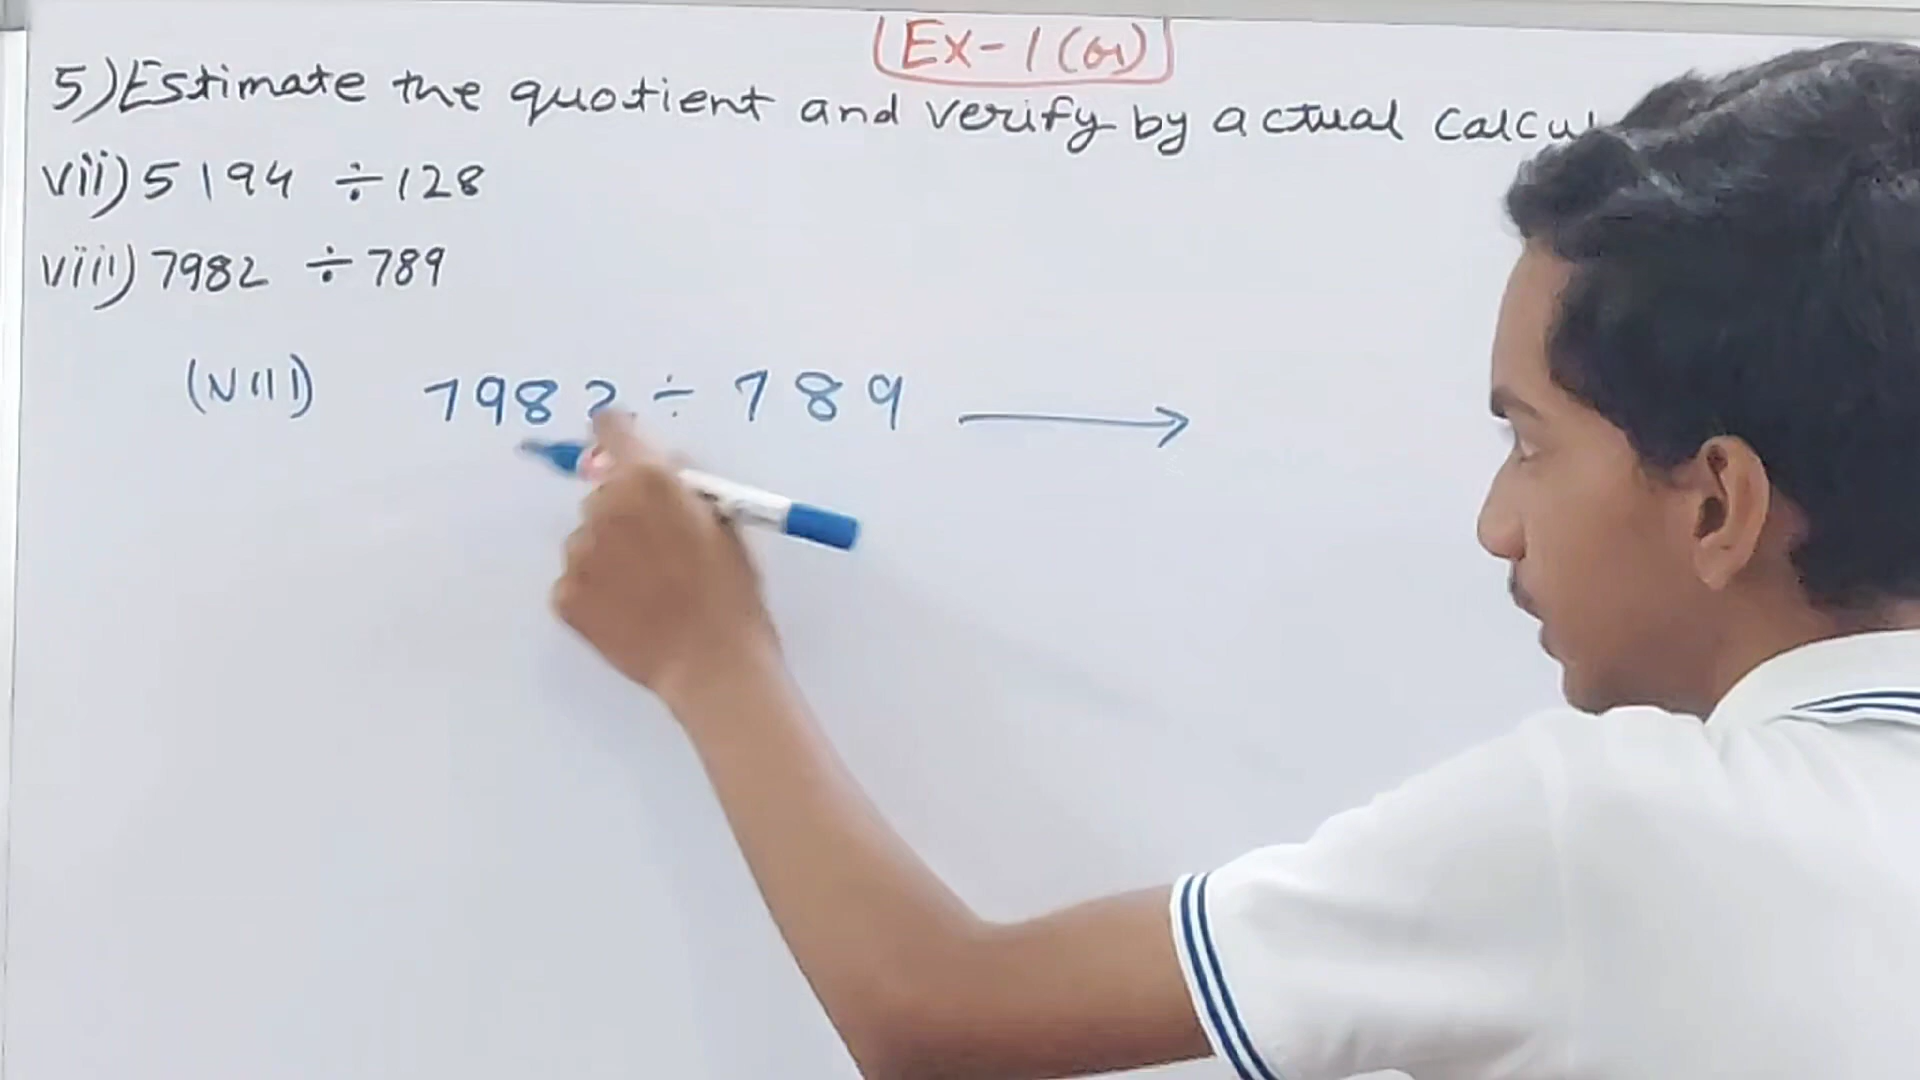 Ex-1(a)
5) Estimate the quotient and verify by actual calcu
vii) 5194 ÷ 128
viii) 7982 ÷ 789
(VIII) 7982 ÷ 789 →